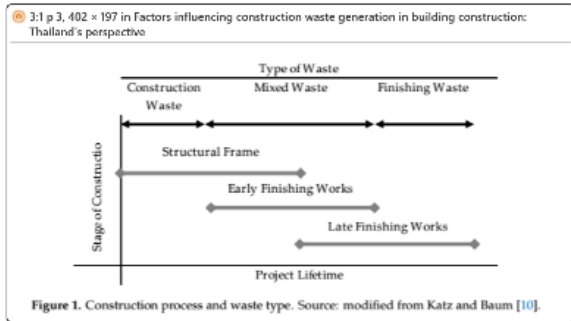 3:1 p 3, 402 × 197 in Factors influencing construction waste generation in building construction:
Thailand's perspective
Type of Waste
Construction Waste
Mixed Waste
Finishing Waste
Structural Frame
Early Finishing Works
Late Finishing Works
Stage of Constructio
Project Lifetime
Figure 1. Construction process and waste type. Source: modified from Katz and Baum [10].